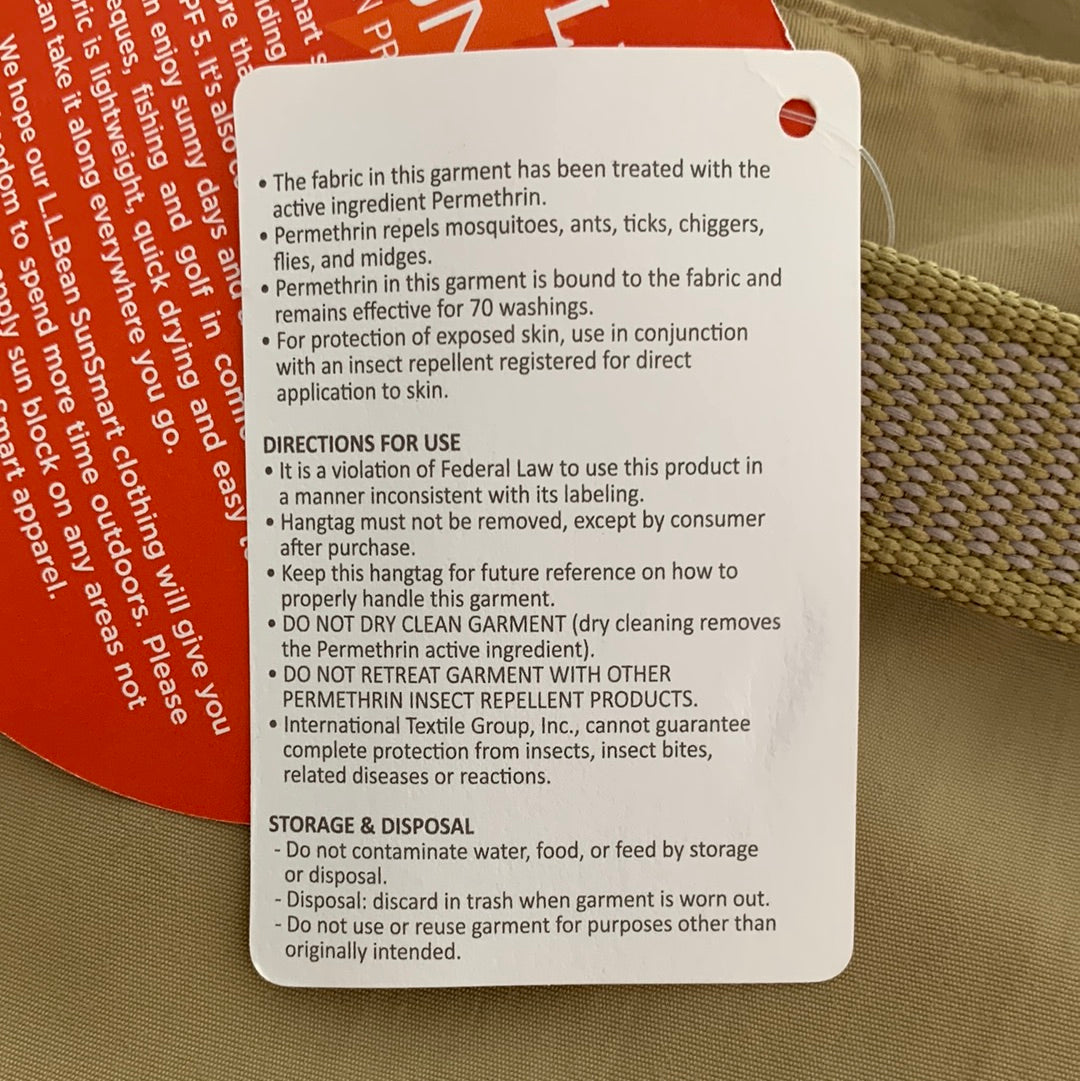 • The fabric in this garment has been treated with the
active ingredient Permethrin.
• Permethrin repels mosquitoes, ants, ticks, chiggers,
flies, and midges.
• Permethrin in this garment is bound to the fabric and
remains effective for 70 washings.
• For protection of exposed skin, use in conjunction
with an insect repellent registered for direct
application to skin.
DIRECTIONS FOR USE
• It is a violation of Federal Law to use this product in
a manner inconsistent with its labeling.
• Hangtag must not be removed, except by consumer
after purchase.
• Keep this hangtag for future reference on how to
properly handle this garment.
• DO NOT DRY CLEAN GARMENT (dry cleaning removes
the Permethrin active ingredient).
• DO NOT RETREAT GARMENT WITH OTHER
PERMETHRIN INSECT REPELLENT PRODUCTS.
• International Textile Group, Inc., cannot guarantee
complete protection from insects, insect bites,
related diseases or reactions.
STORAGE & DISPOSAL
- Do not contaminate water, food, or feed by storage
or disposal.
- Disposal: discard in trash when garment is worn out.
- Do not use or reuse garment for purposes other than
originally intended.
5. It's also
enjoy sunny days and
fishing and golf in
is lightweight, quick drying and easy
take it along everywhere you go.
We hope our L.L.Bean SunSmart clothing will give you
to spend more time outdoors. Please
sun block on any areas not
apparel.